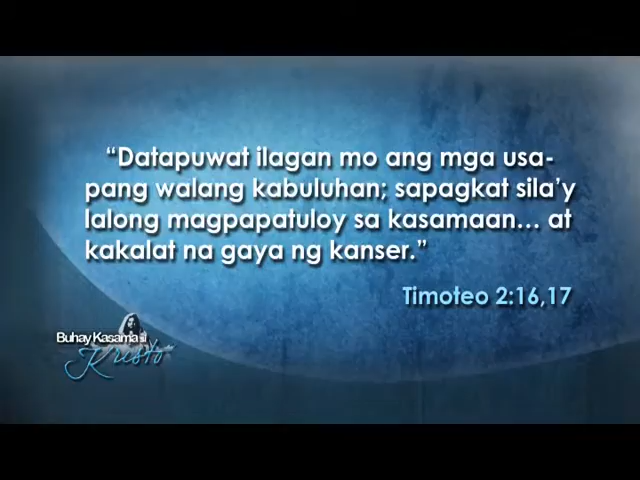 “Datapuwat ilagan mo ang mga usa-
pang walang kabuluhan; sapagkat sila’y
lalong magpapatuloy sa kasamaan... at
kakalat na gaya ng kanser.”
Timoteo 2:16,17
Buhay Kasama si
Kristo